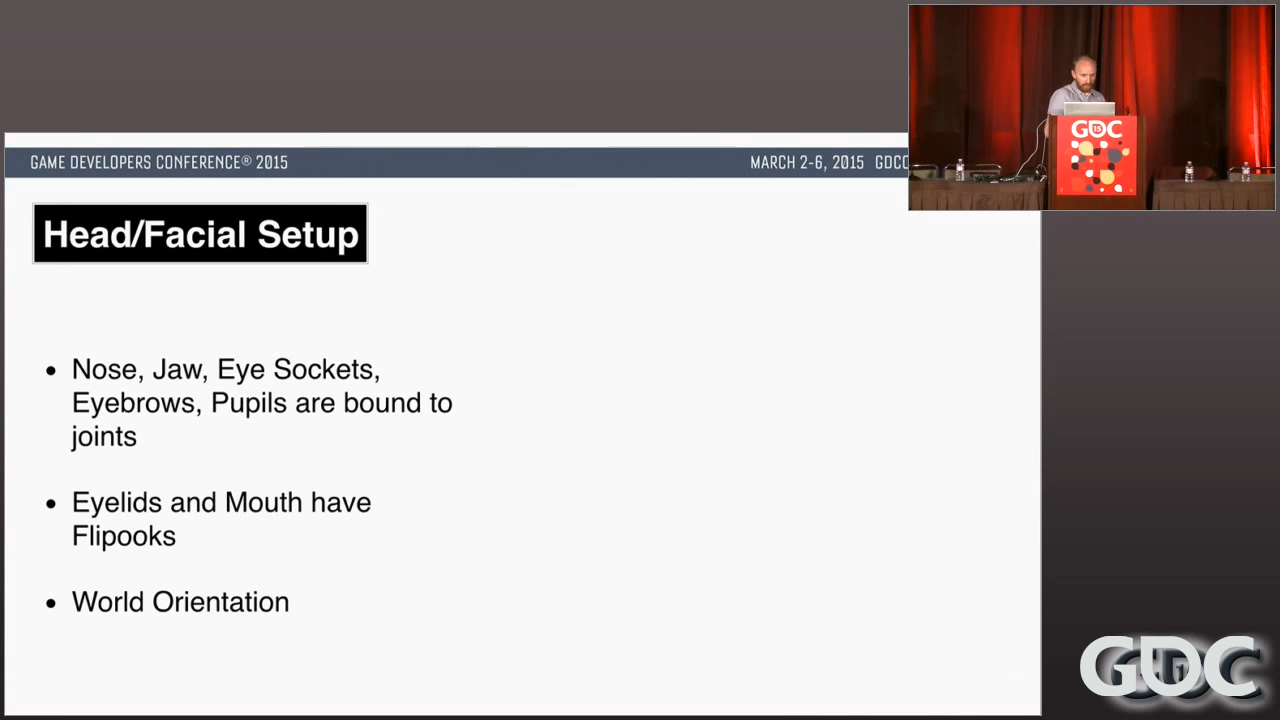 GAME DEVELOPERS CONFERENCE® 2015
MARCH 2-6, 2015 GDCC
GDC
15
Head/Facial Setup
• Nose, Jaw, Eye Sockets,
Eyebrows, Pupils are bound to
joints
• Eyelids and Mouth have
Flipooks
• World Orientation
GDC